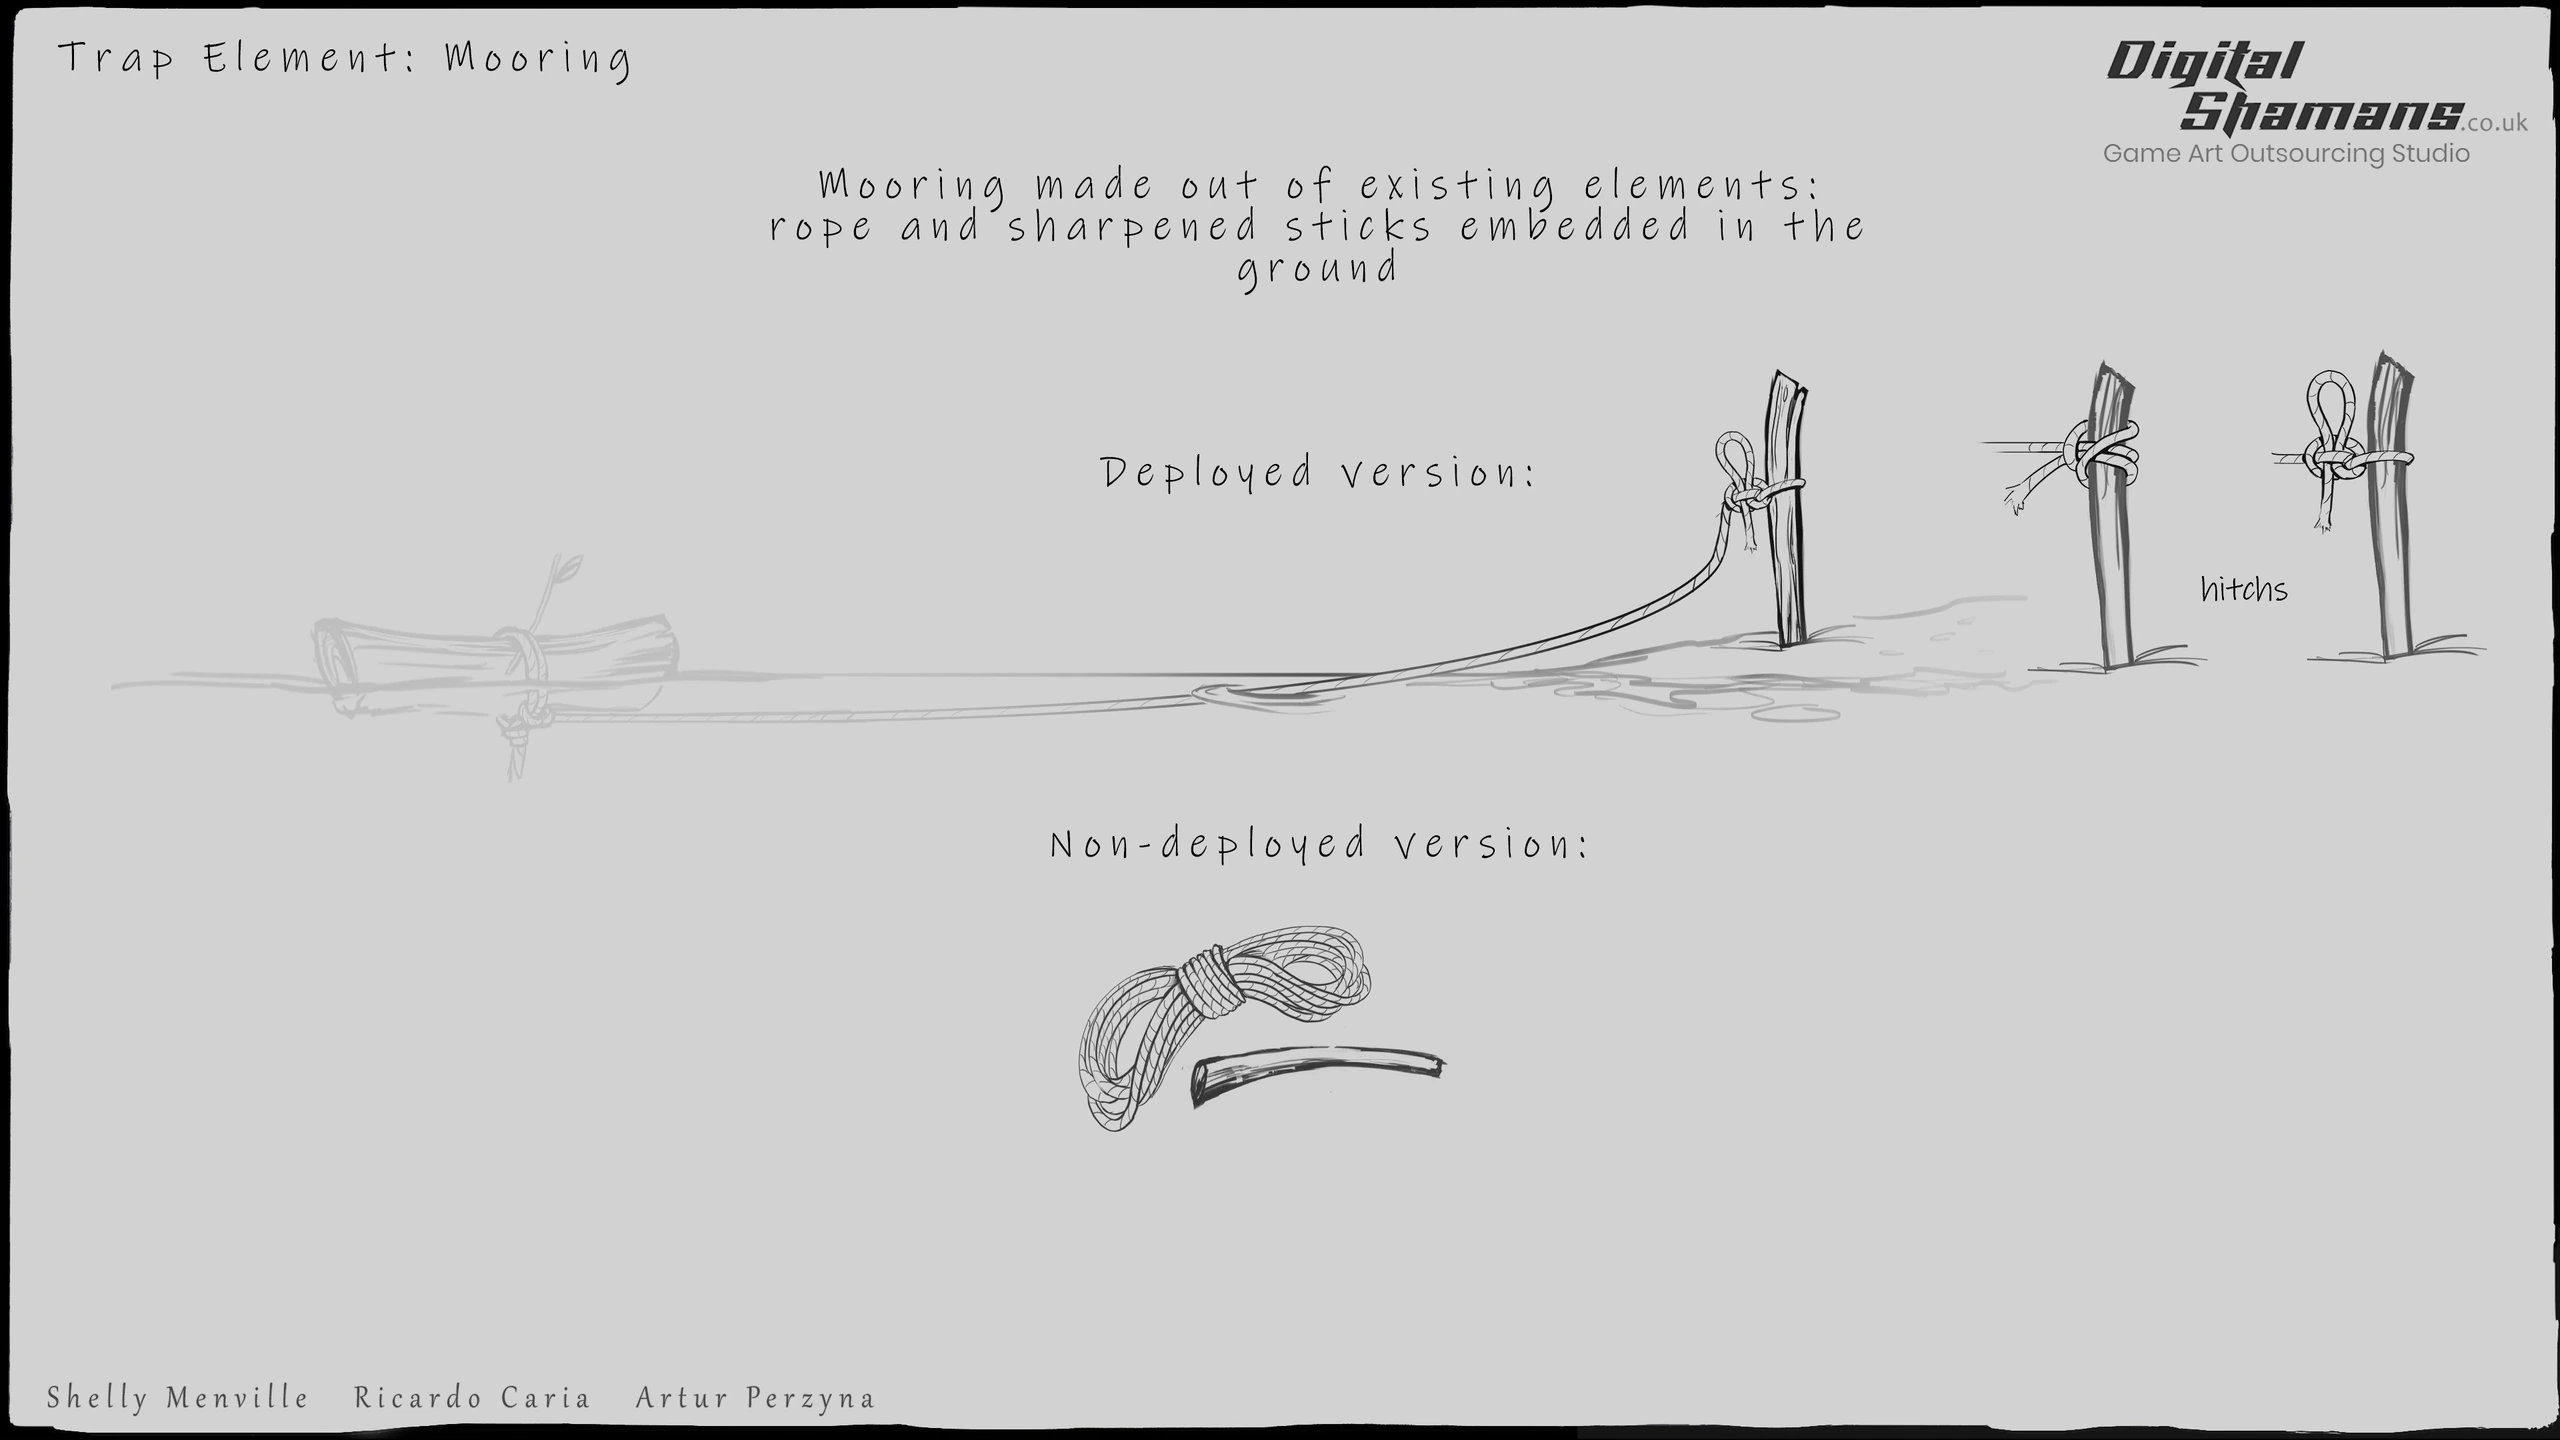 Trap Element: Mooring
Digital
Shamans.co.uk
Game Art Outsourcing Studio
Mooring made out of existing elements:
rope and sharpened sticks embedded in the
ground
Deployed version:
hitchs
Non-deployed version:
Shelly Menville Ricardo Caria Artur Perzyna